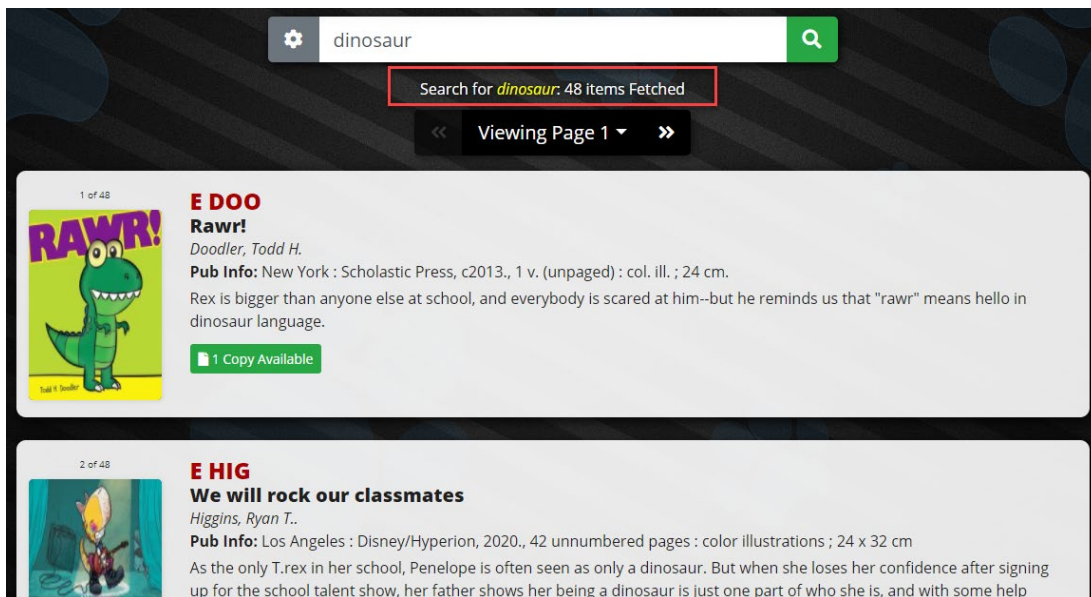 dinosaur
Search for dinosaur: 48 items Fetched
« Viewing Page 1 »
1 of 48
RAWR!
Todd H. Doodler
E DOO
Rawr!
Doodler, Todd H.
Pub Info: New York : Scholastic Press, c2013., 1 v. (unpaged) : col. ill. ; 24 cm.
Rex is bigger than anyone else at school, and everybody is scared at him--but he reminds us that "rawr" means hello in
dinosaur language.
1 Copy Available
2 of 48
E HIG
We will rock our classmates
Higgins, Ryan T..
Pub Info: Los Angeles : Disney/Hyperion, 2020., 42 unnumbered pages : color illustrations ; 24 x 32 cm
As the only T.rex in her school, Penelope is often seen as only a dinosaur. But when she loses her confidence after signing
up for the school talent show, her father shows her being a dinosaur is just one part of who she is, and with some help